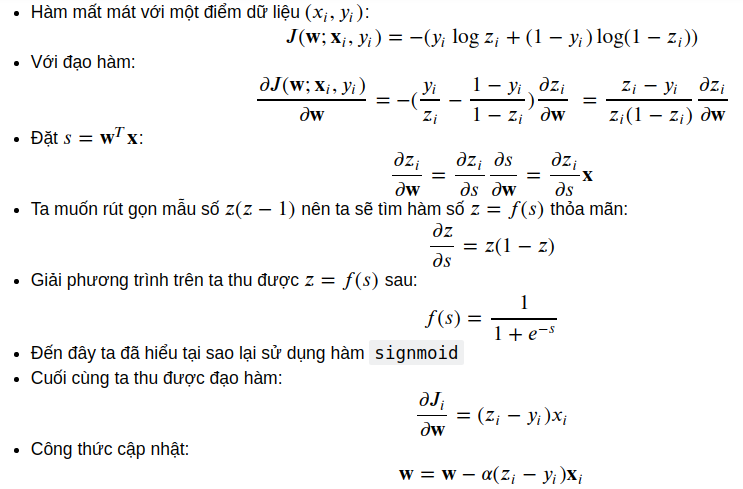 • Hàm mất mát với một điểm dữ liệu $(x_i, y_i)$:
$J(\mathbf{w}; \mathbf{x}_i, y_i) = -(y_i \log z_i + (1 - y_i) \log(1 - z_i))$
• Với đạo hàm:
$\frac{\partial J(\mathbf{w}; \mathbf{x}_i, y_i)}{\partial \mathbf{w}} = -(\frac{y_i}{z_i} - \frac{1 - y_i}{1 - z_i})\frac{\partial z_i}{\partial \mathbf{w}} = \frac{z_i - y_i}{z_i(1 - z_i)} \frac{\partial z_i}{\partial \mathbf{w}}$
• Đặt $s = \mathbf{w}^T \mathbf{x}$:
$\frac{\partial z_i}{\partial \mathbf{w}} = \frac{\partial z_i}{\partial s} \frac{\partial s}{\partial \mathbf{w}} = \frac{\partial z_i}{\partial s} \mathbf{x}$
• Ta muốn rút gọn mẫu số $z(z - 1)$ nên ta sẽ tìm hàm số $z = f(s)$ thỏa mãn:
$\frac{\partial z}{\partial s} = z(1 - z)$
• Giải phương trình trên ta thu được $z = f(s)$ sau:
$f(s) = \frac{1}{1 + e^{-s}}$
• Đến đây ta đã hiểu tại sao lại sử dụng hàm signmoid
• Cuối cùng ta thu được đạo hàm:
$\frac{\partial J_i}{\partial \mathbf{w}} = (z_i - y_i)x_i$
• Công thức cập nhật:
$\mathbf{w} = \mathbf{w} - \alpha(z_i - y_i)\mathbf{x}_i$